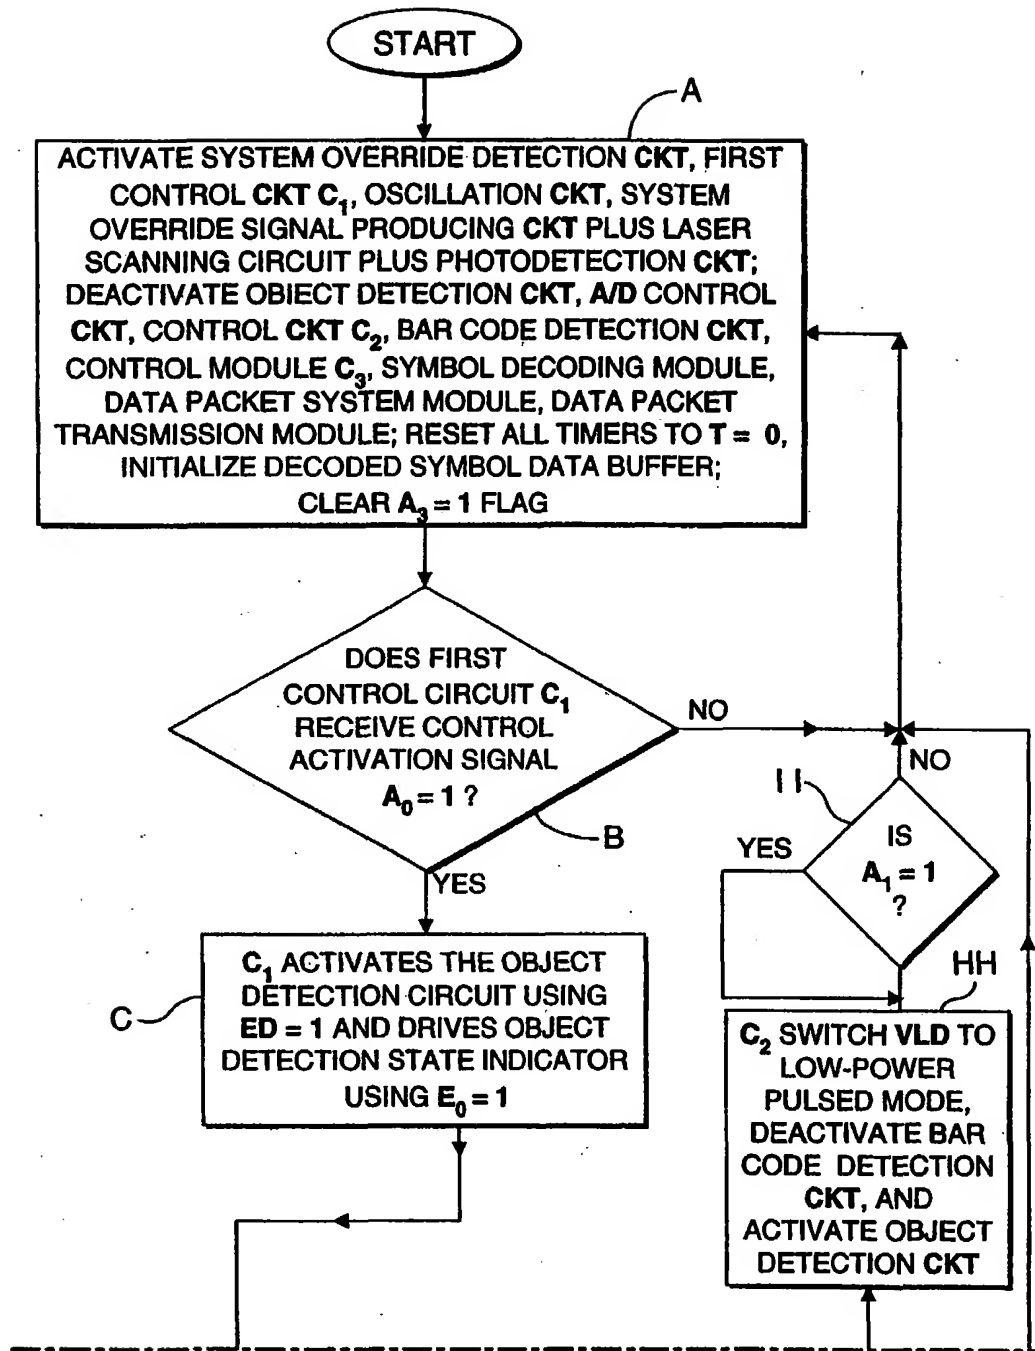 START
A
ACTIVATE SYSTEM OVERRIDE DETECTION CKT, FIRST
CONTROL CKT C1, OSCILLATION CKT, SYSTEM
OVERRIDE SIGNAL PRODUCING CKT PLUS LASER
SCANNING CIRCUIT PLUS PHOTODETECTION CKT;
DEACTIVATE OBIECT DETECTION CKT, A/D CONTROL
CKT, CONTROL CKT C2, BAR CODE DETECTION CKT,
CONTROL MODULE C3, SYMBOL DECODING MODULE,
DATA PACKET SYSTEM MODULE, DATA PACKET
TRANSMISSION MODULE; RESET ALL TIMERS TO T = 0,
INITIALIZE DECODED SYMBOL DATA BUFFER;
CLEAR A3 = 1 FLAG
DOES FIRST
CONTROL CIRCUIT C1
RECEIVE CONTROL
ACTIVATION SIGNAL
A0 = 1 ?
NO
B
YES
NO
II
YES
IS
A1 = 1
?
C1 ACTIVATES THE OBJECT
DETECTION CIRCUIT USING
ED = 1 AND DRIVES OBJECT
DETECTION STATE INDICATOR
USING E0 = 1
C
HH
C2 SWITCH VLD TO
LOW-POWER
PULSED MODE,
DEACTIVATE BAR
CODE DETECTION
CKT, AND
ACTIVATE OBJECT
DETECTION CKT